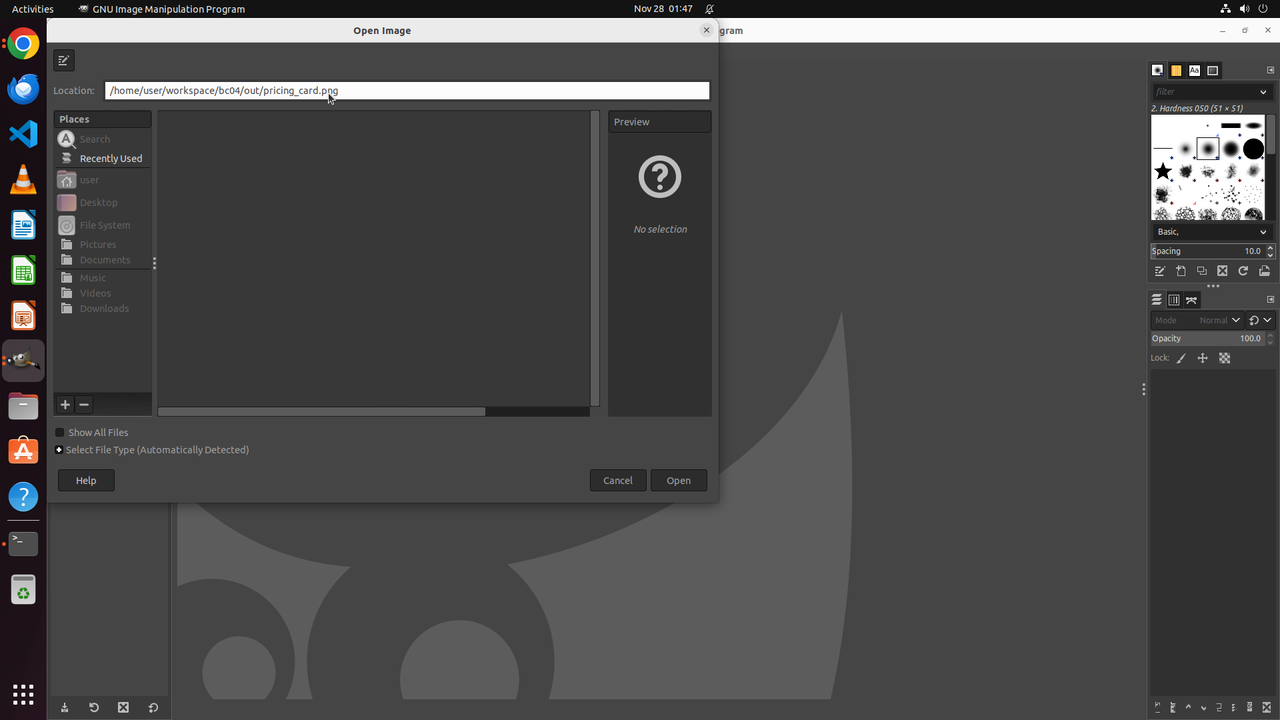 Activities
GNU Image Manipulation Program
Nov 28 01:47
Open Image
gram
Location:
/home/user/workspace/bc04/out/pricing_card.png
Places
Search
Recently Used
user
Desktop
File System
Pictures
Documents
Music
Videos
Downloads
Preview
No selection
Show All Files
Select File Type (Automatically Detected)
Help
Cancel
Open
filter
2. Hardness 050 (51 × 51)
Basic,
Spacing
10.0
Mode
Normal
Opacity
100.0
Lock: